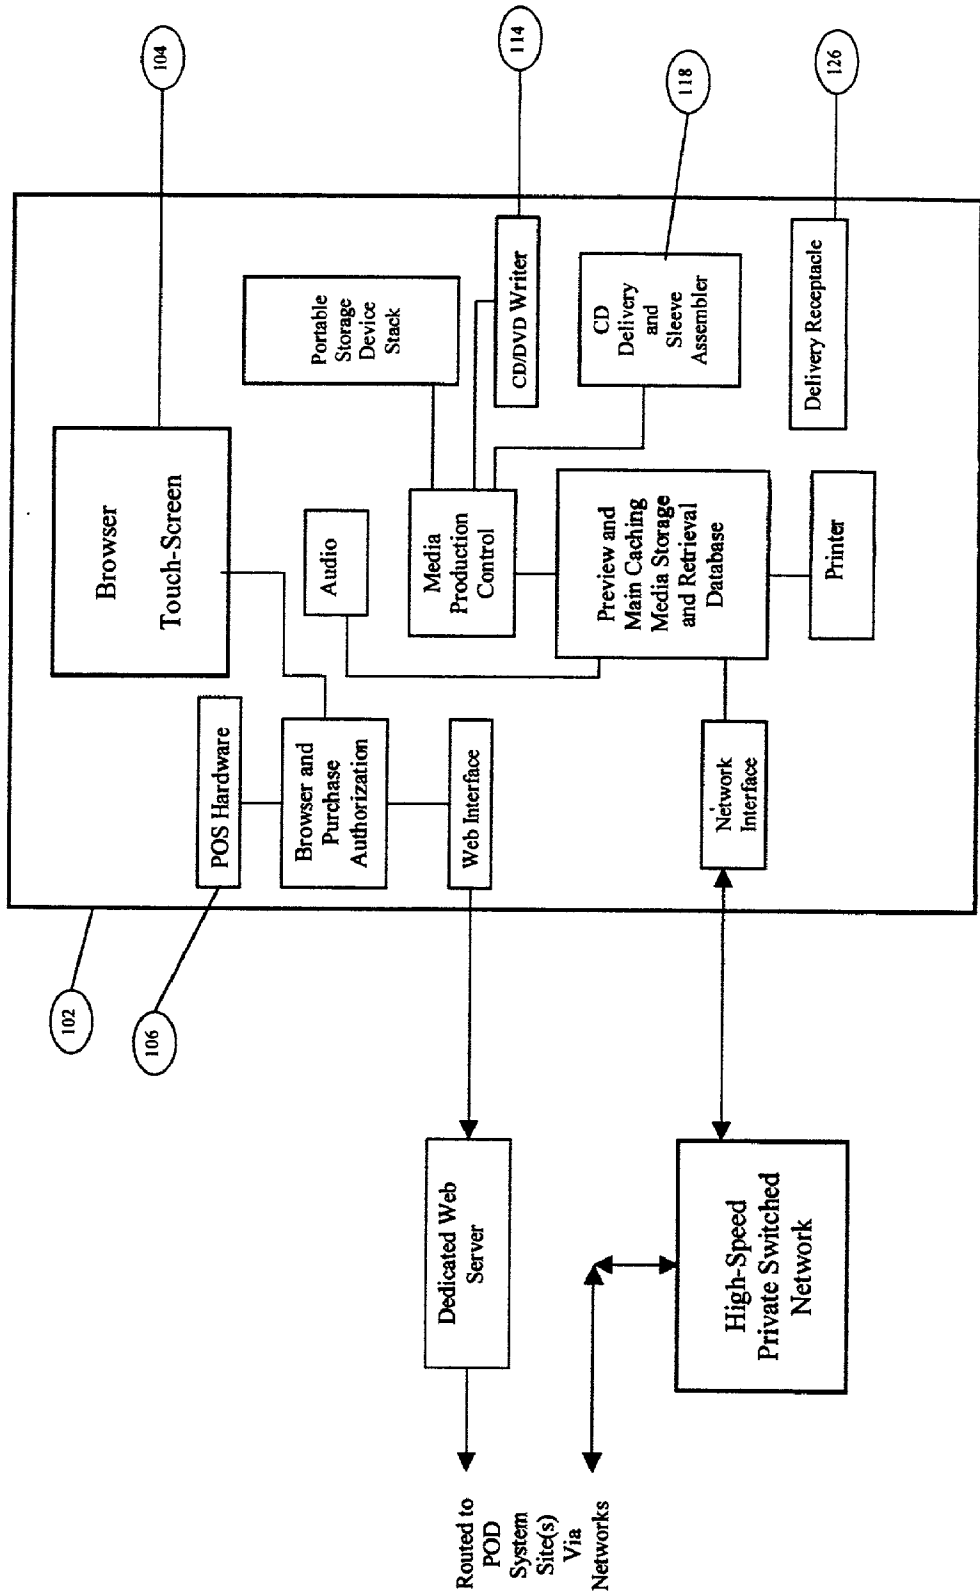 104
114
118
126
102
106
Browser
Touch-Screen
Portable
Storage
Device
Stack
CD/DVD Writer
CD
Delivery
and
Sleeve
Assembler
Delivery Receptacle
Audio
Media
Production
Control
Preview and
Main Caching
Media Storage
and Retrieval
Database
Printer
POS Hardware
Browser and
Purchase
Authorization
Web Interface
Network
Interface
Dedicated Web
Server
High-Speed
Private Switched
Network
Routed to
POD
System
Site(s)
Via
Networks